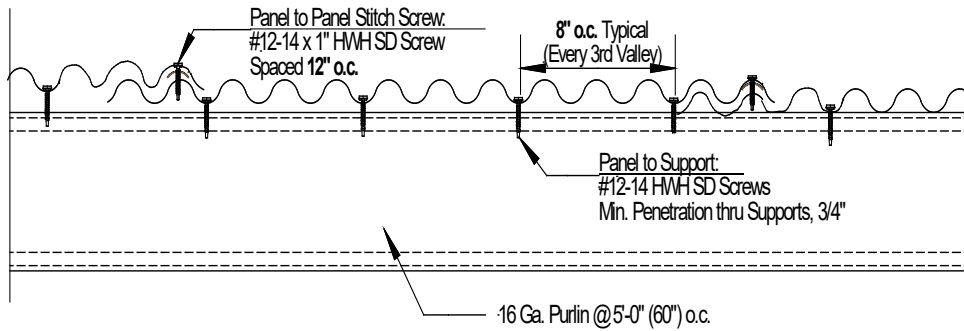 Panel to Panel Stitch Screw:
#12-14 x 1" HWH SD Screw
Spaced 12" o.c.
8" o.c. Typical
(Every 3rd Valley)
Panel to Support:
#12-14 HWH SD Screws
Min. Penetration thru Supports, 3/4"
16 Ga. Purlin @ 5'-0" (60") o.c.